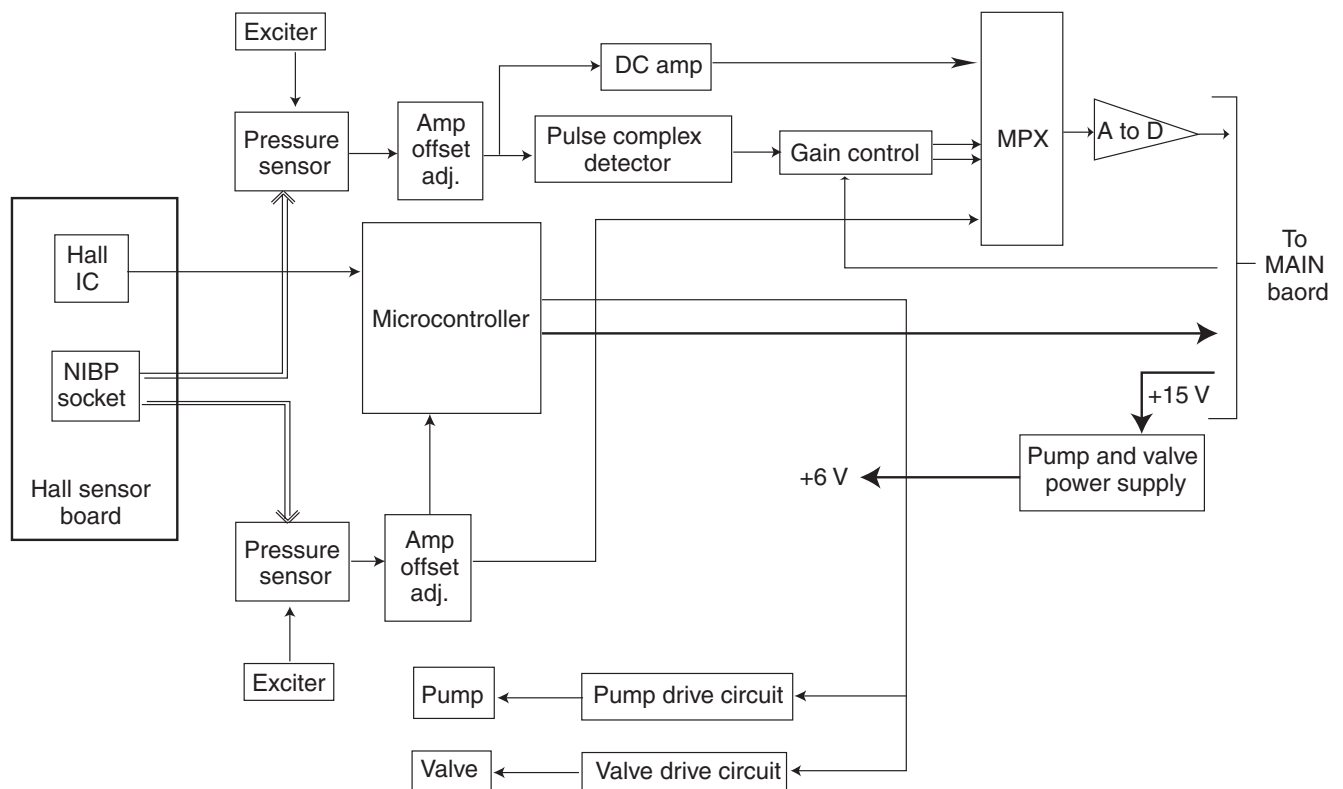 Exciter
DC amp
Pressure
sensor
Amp
offset
adj.
Pulse complex
detector
Gain control
MPX
A to D
Hall
IC
Microcontroller
To
MAIN
baord
NIBP
socket
+15 V
Hall sensor
board
+6 V
Pump and valve
power supply
Pressure
sensor
Amp
offset
adj.
Exciter
Pump
Pump drive circuit
Valve
Valve drive circuit